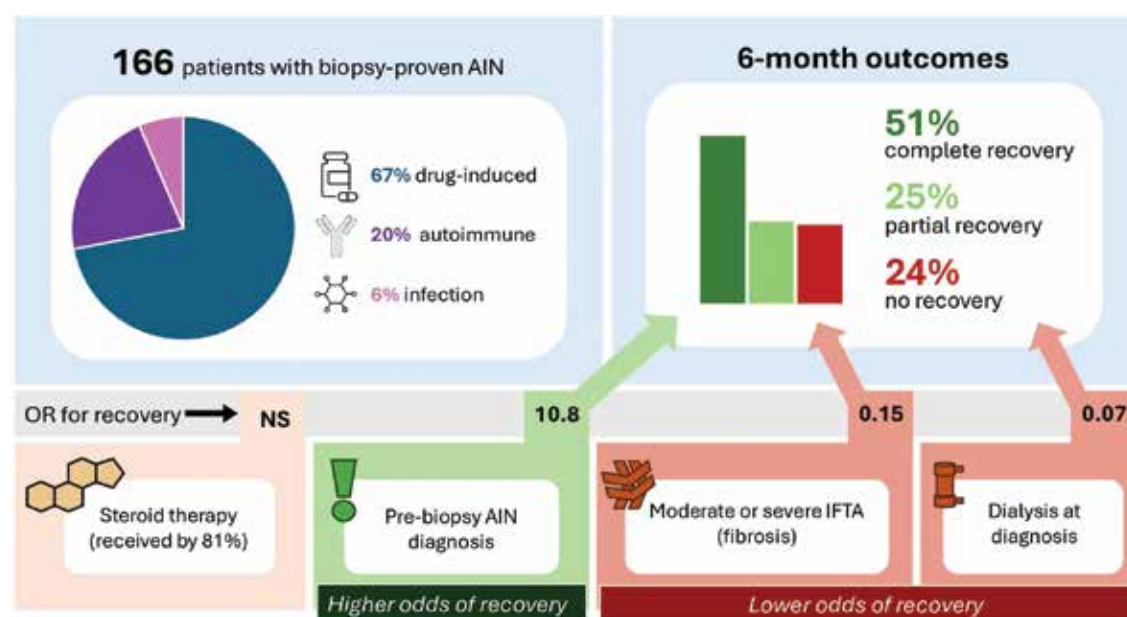 166 patients with biopsy-proven AIN
67% drug-induced
20% autoimmune
6% infection
6-month outcomes
51%
complete recovery
25%
partial recovery
24%
no recovery
OR for recovery
NS
10.8
0.15
0.07
Steroid therapy
(received by 81%)
Pre-biopsy AIN
diagnosis
Moderate or severe IFTA
(fibrosis)
Dialysis at
diagnosis
Higher odds of recovery
Lower odds of recovery